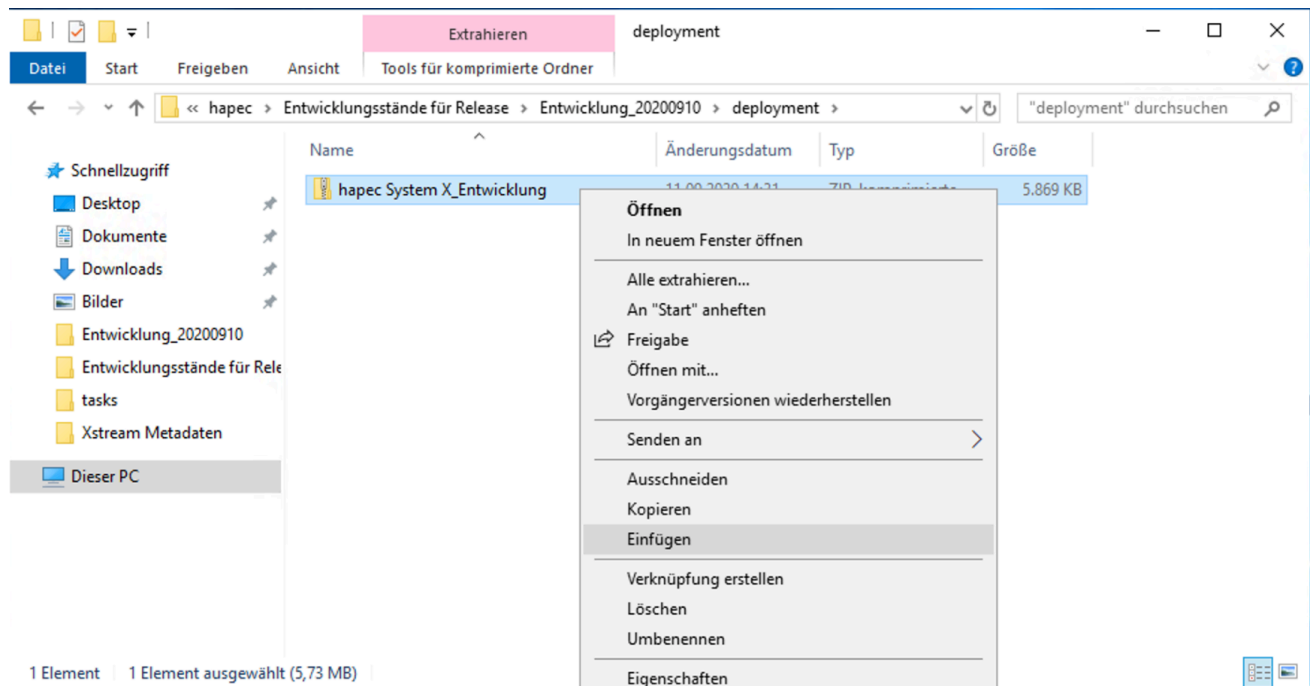 Extrahieren
deployment
Datei Start Freigeben Ansicht Tools für komprimierte Ordner
« hapec > Entwicklungsstände für Release > Entwicklung_20200910 > deployment > "deployment" durchsuchen
Name Änderungsdatum Typ Größe
Schnellzugriff
Desktop
Dokumente
Downloads
Bilder
Entwicklung_20200910
Entwicklungsstände für Rele
tasks
Xstream Metadaten
Dieser PC
hapec System X_Entwicklung 5.869 KB
Öffnen
In neuem Fenster öffnen
Alle extrahieren...
An "Start" anheften
Freigabe
Öffnen mit...
Vorgängerversionen wiederherstellen
Senden an
Ausschneiden
Kopieren
Einfügen
Verknüpfung erstellen
Löschen
Umbenennen
Eigenschaften
1 Element 1 Element ausgewählt (5,73 MB)